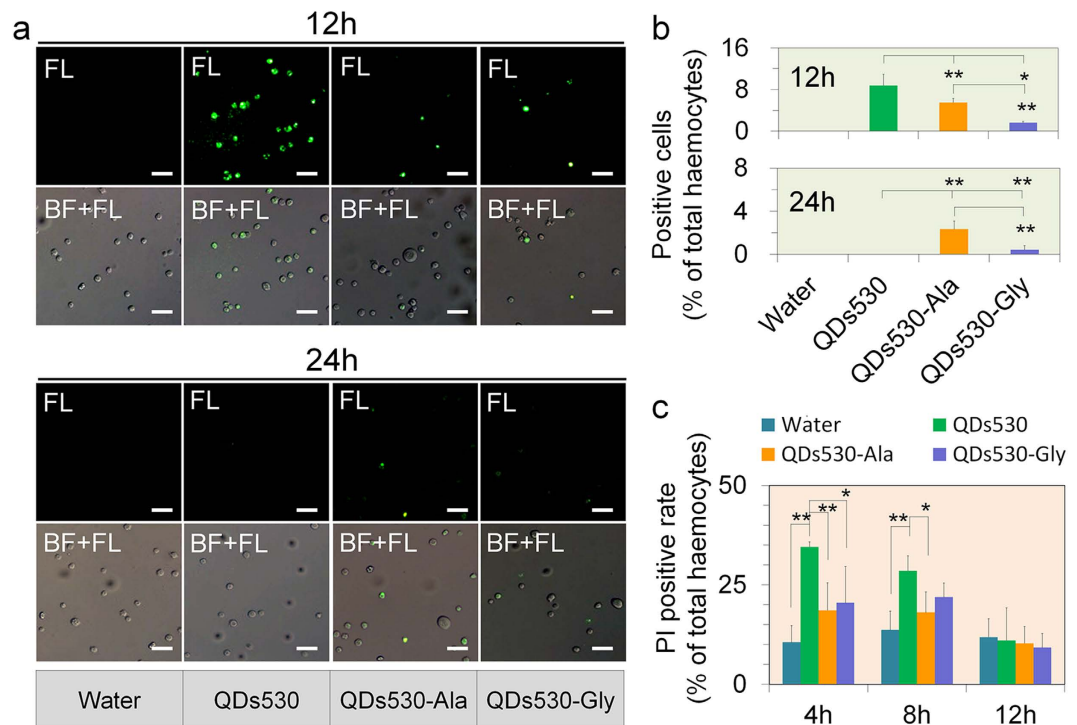 a
12h
FL FL FL FL
BF+FL BF+FL BF+FL BF+FL
24h
FL FL FL FL
BF+FL BF+FL BF+FL BF+FL
Water QDs530 QDs530-Ala QDs530-Gly
b
Positive cells
(% of total haemocytes)
16
8
0
12h
** *
**
8
4
0
24h
** **
**
Water QDs530 QDs530-Ala QDs530-Gly
c
Water QDs530
QDs530-Ala QDs530-Gly
PI positive rate
(% of total haemocytes)
50
25
0
** ** *
** *
4h 8h 12h